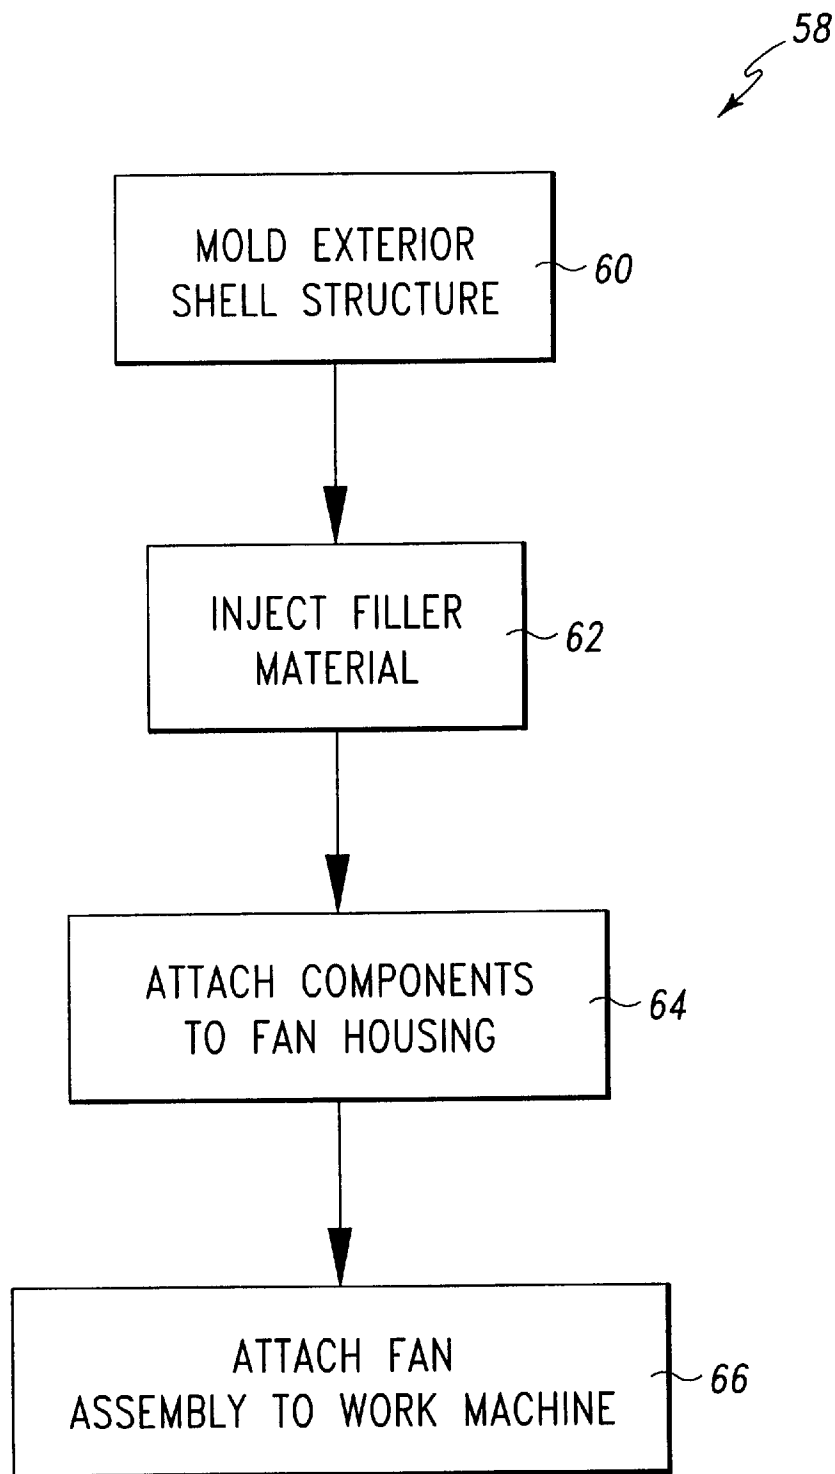 58
MOLD EXTERIOR
SHELL STRUCTURE
60
INJECT FILLER
MATERIAL
62
ATTACH COMPONENTS
TO FAN HOUSING
64
ATTACH FAN
ASSEMBLY TO WORK MACHINE
66